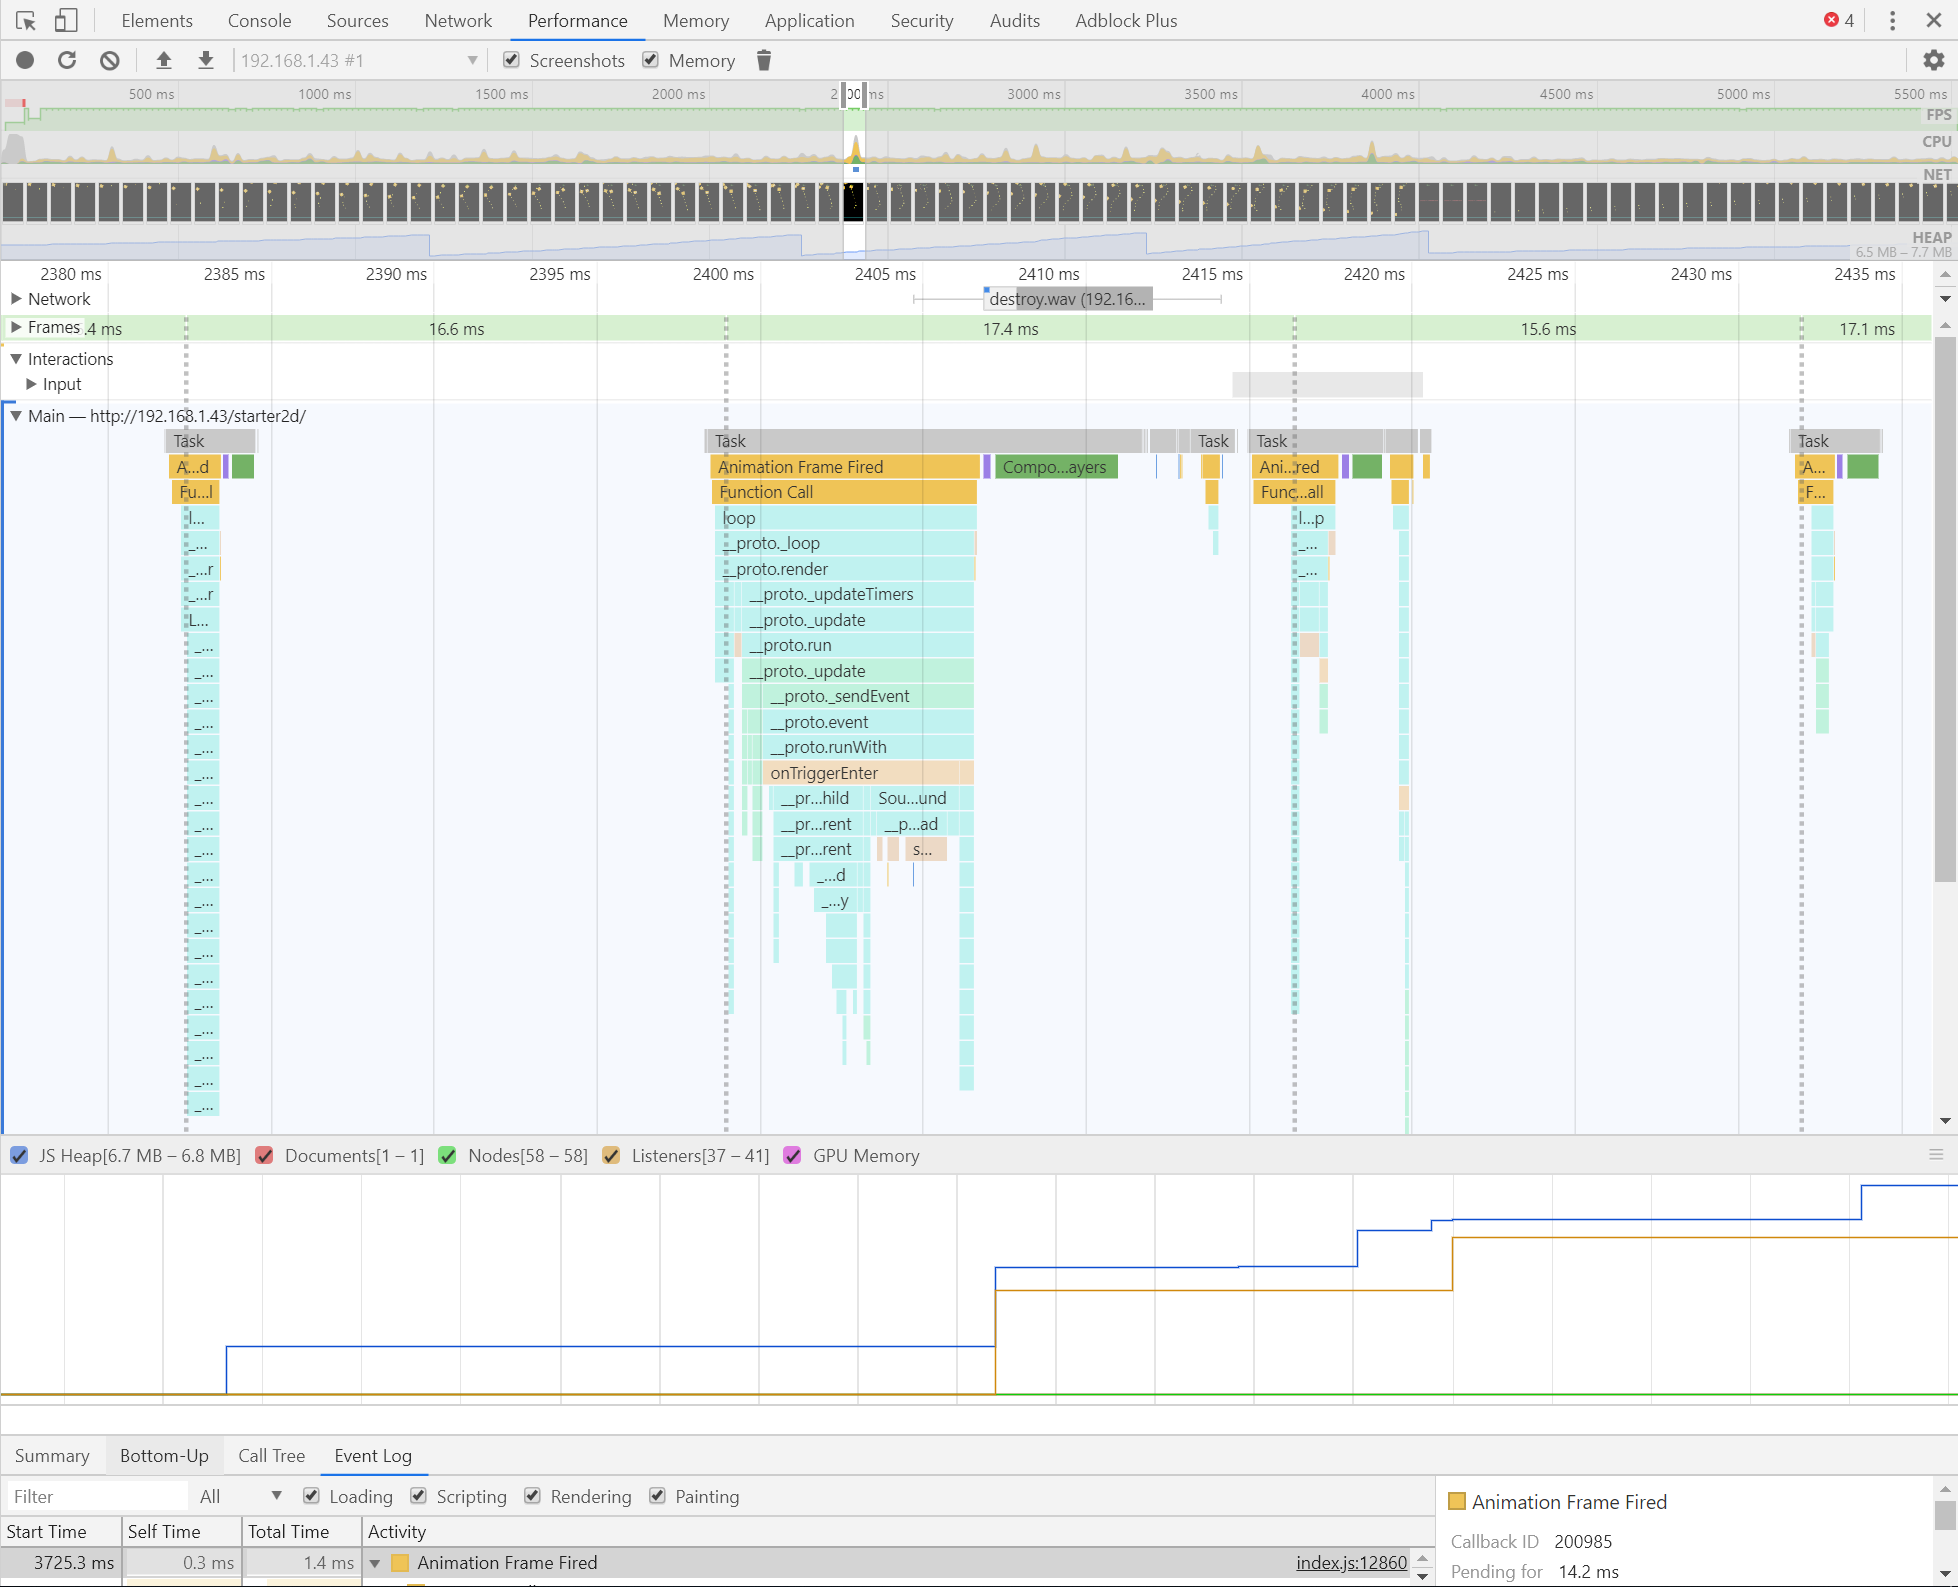 Elements Console Sources Network Performance Memory Application Security Audits Adblock Plus 4
192.168.1.43 #1 Screenshots Memory
500 ms 1000 ms 1500 ms 2000 ms 3000 ms 3500 ms 4000 ms 4500 ms 5000 ms 5500 ms
FPS
CPU
NET
HEAP
6.5 MB – 7.7 MB
2380 ms 2385 ms 2390 ms 2395 ms 2400 ms 2405 ms 2410 ms 2415 ms 2420 ms 2425 ms 2430 ms 2435 ms
Network destroy.wav (192.16...
Frames .4 ms 16.6 ms 17.4 ms 15.6 ms 17.1 ms
Interactions
Input
Main — http://192.168.1.43/starter2d/
Task Task Task Task Task
A...d Animation Frame Fired Compo...ayers Ani...red A...
Fu...l Function Call Func...all F...
l... loop l...p
_... __proto._loop _...
_...r __proto.render _...
_...r __proto._updateTimers
L... __proto._update
_... __proto.run
_... __proto._update
_... __proto._sendEvent
_... __proto.event
_... __proto.runWith
_... onTriggerEnter
_... __pr...hild Sou...und
_... __pr...rent __p...ad
_... __pr...rent s...
_... _...d
_... _...y
_...
_...
_...
_...
_...
_...
_...
_...
JS Heap[6.7 MB – 6.8 MB] Documents[1 – 1] Nodes[58 – 58] Listeners[37 – 41] GPU Memory
Summary Bottom-Up Call Tree Event Log
Filter All Loading Scripting Rendering Painting
Start Time Self Time Total Time Activity
3725.3 ms 0.3 ms 1.4 ms Animation Frame Fired index.js:12860
Animation Frame Fired
Callback ID 200985
Pending for 14.2 ms